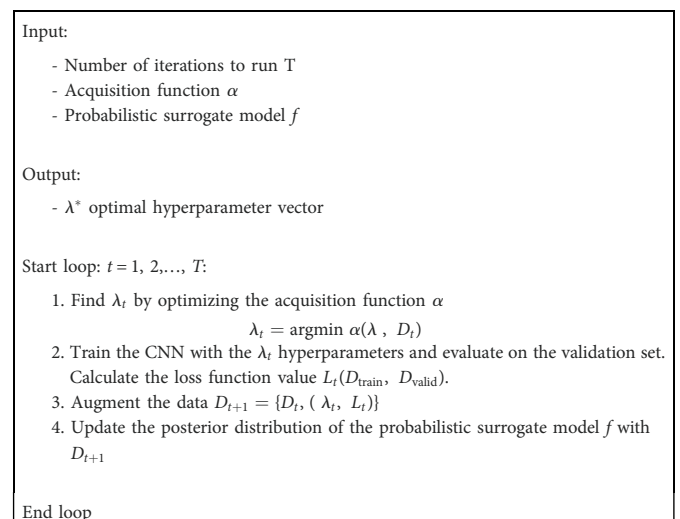 Input:
- Number of iterations to run T
- Acquisition function α
- Probabilistic surrogate model f
Output:
- λ* optimal hyperparameter vector
Start loop: t = 1, 2,..., T:
1. Find λₜ by optimizing the acquisition function α
λₜ = argmin α(λ , Dₜ)
2. Train the CNN with the λₜ hyperparameters and evaluate on the validation set.
Calculate the loss function value Lₜ(D_train, D_valid).
3. Augment the data Dₜ₊₁ = {Dₜ, ( λₜ, Lₜ)}
4. Update the posterior distribution of the probabilistic surrogate model f with
Dₜ₊₁
End loop